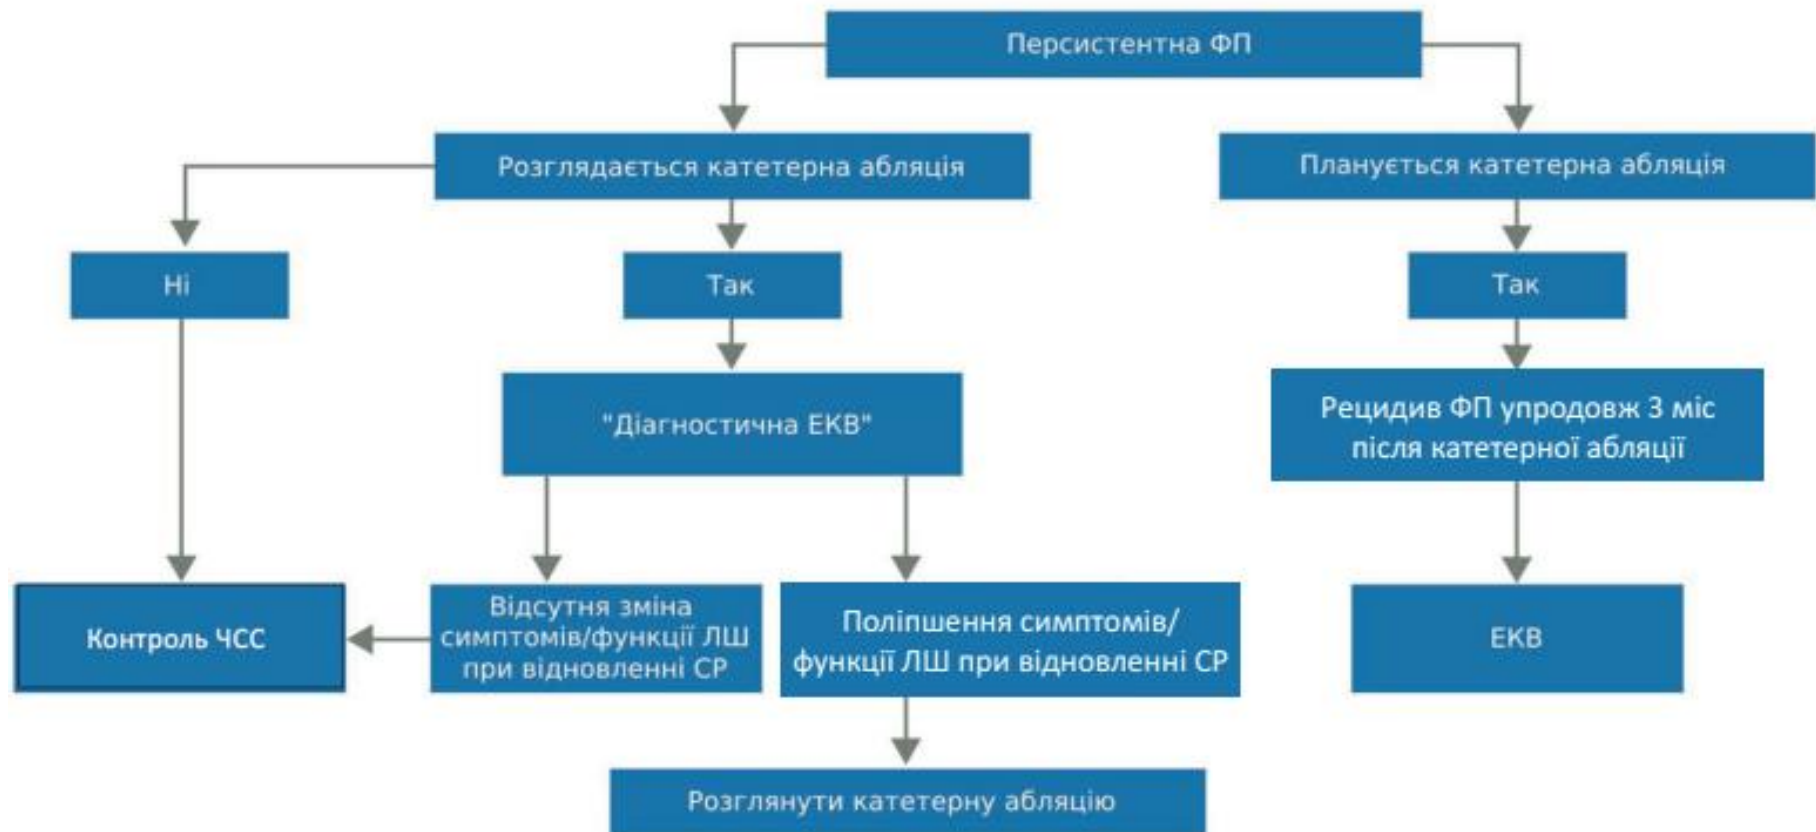 Персистентна ФП
Розглядається катетерна абляція
Планується катетерна абляція
Ні
Так
Так
"Діагностична ЕКВ"
Рецидив ФП упродовж 3 міс
після катетерної абляції
Контроль ЧСС
Відсутня зміна
симптомів/функції ЛШ
при відновленні СР
Поліпшення симптомів/
функції ЛШ при відновленні СР
ЕКВ
Розглянути катетерну абляцію